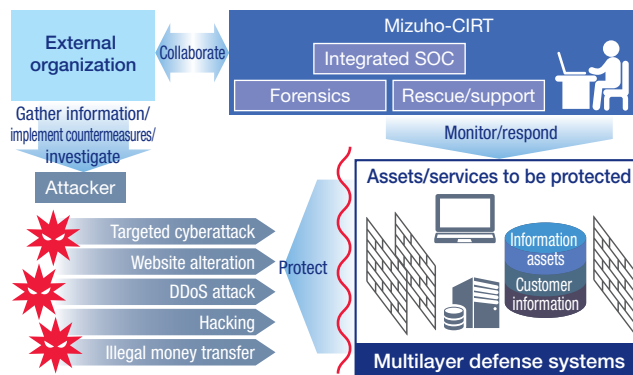 External
organization
Collaborate
Mizuho-CIRT
Integrated SOC
Forensics
Rescue/support
Gather information/
implement countermeasures/
investigate
Monitor/respond
Attacker
Assets/services to be protected
Targeted cyberattack
Website alteration
DDoS attack
Hacking
Illegal money transfer
Protect
Information
assets
Customer
information
Multilayer defense systems